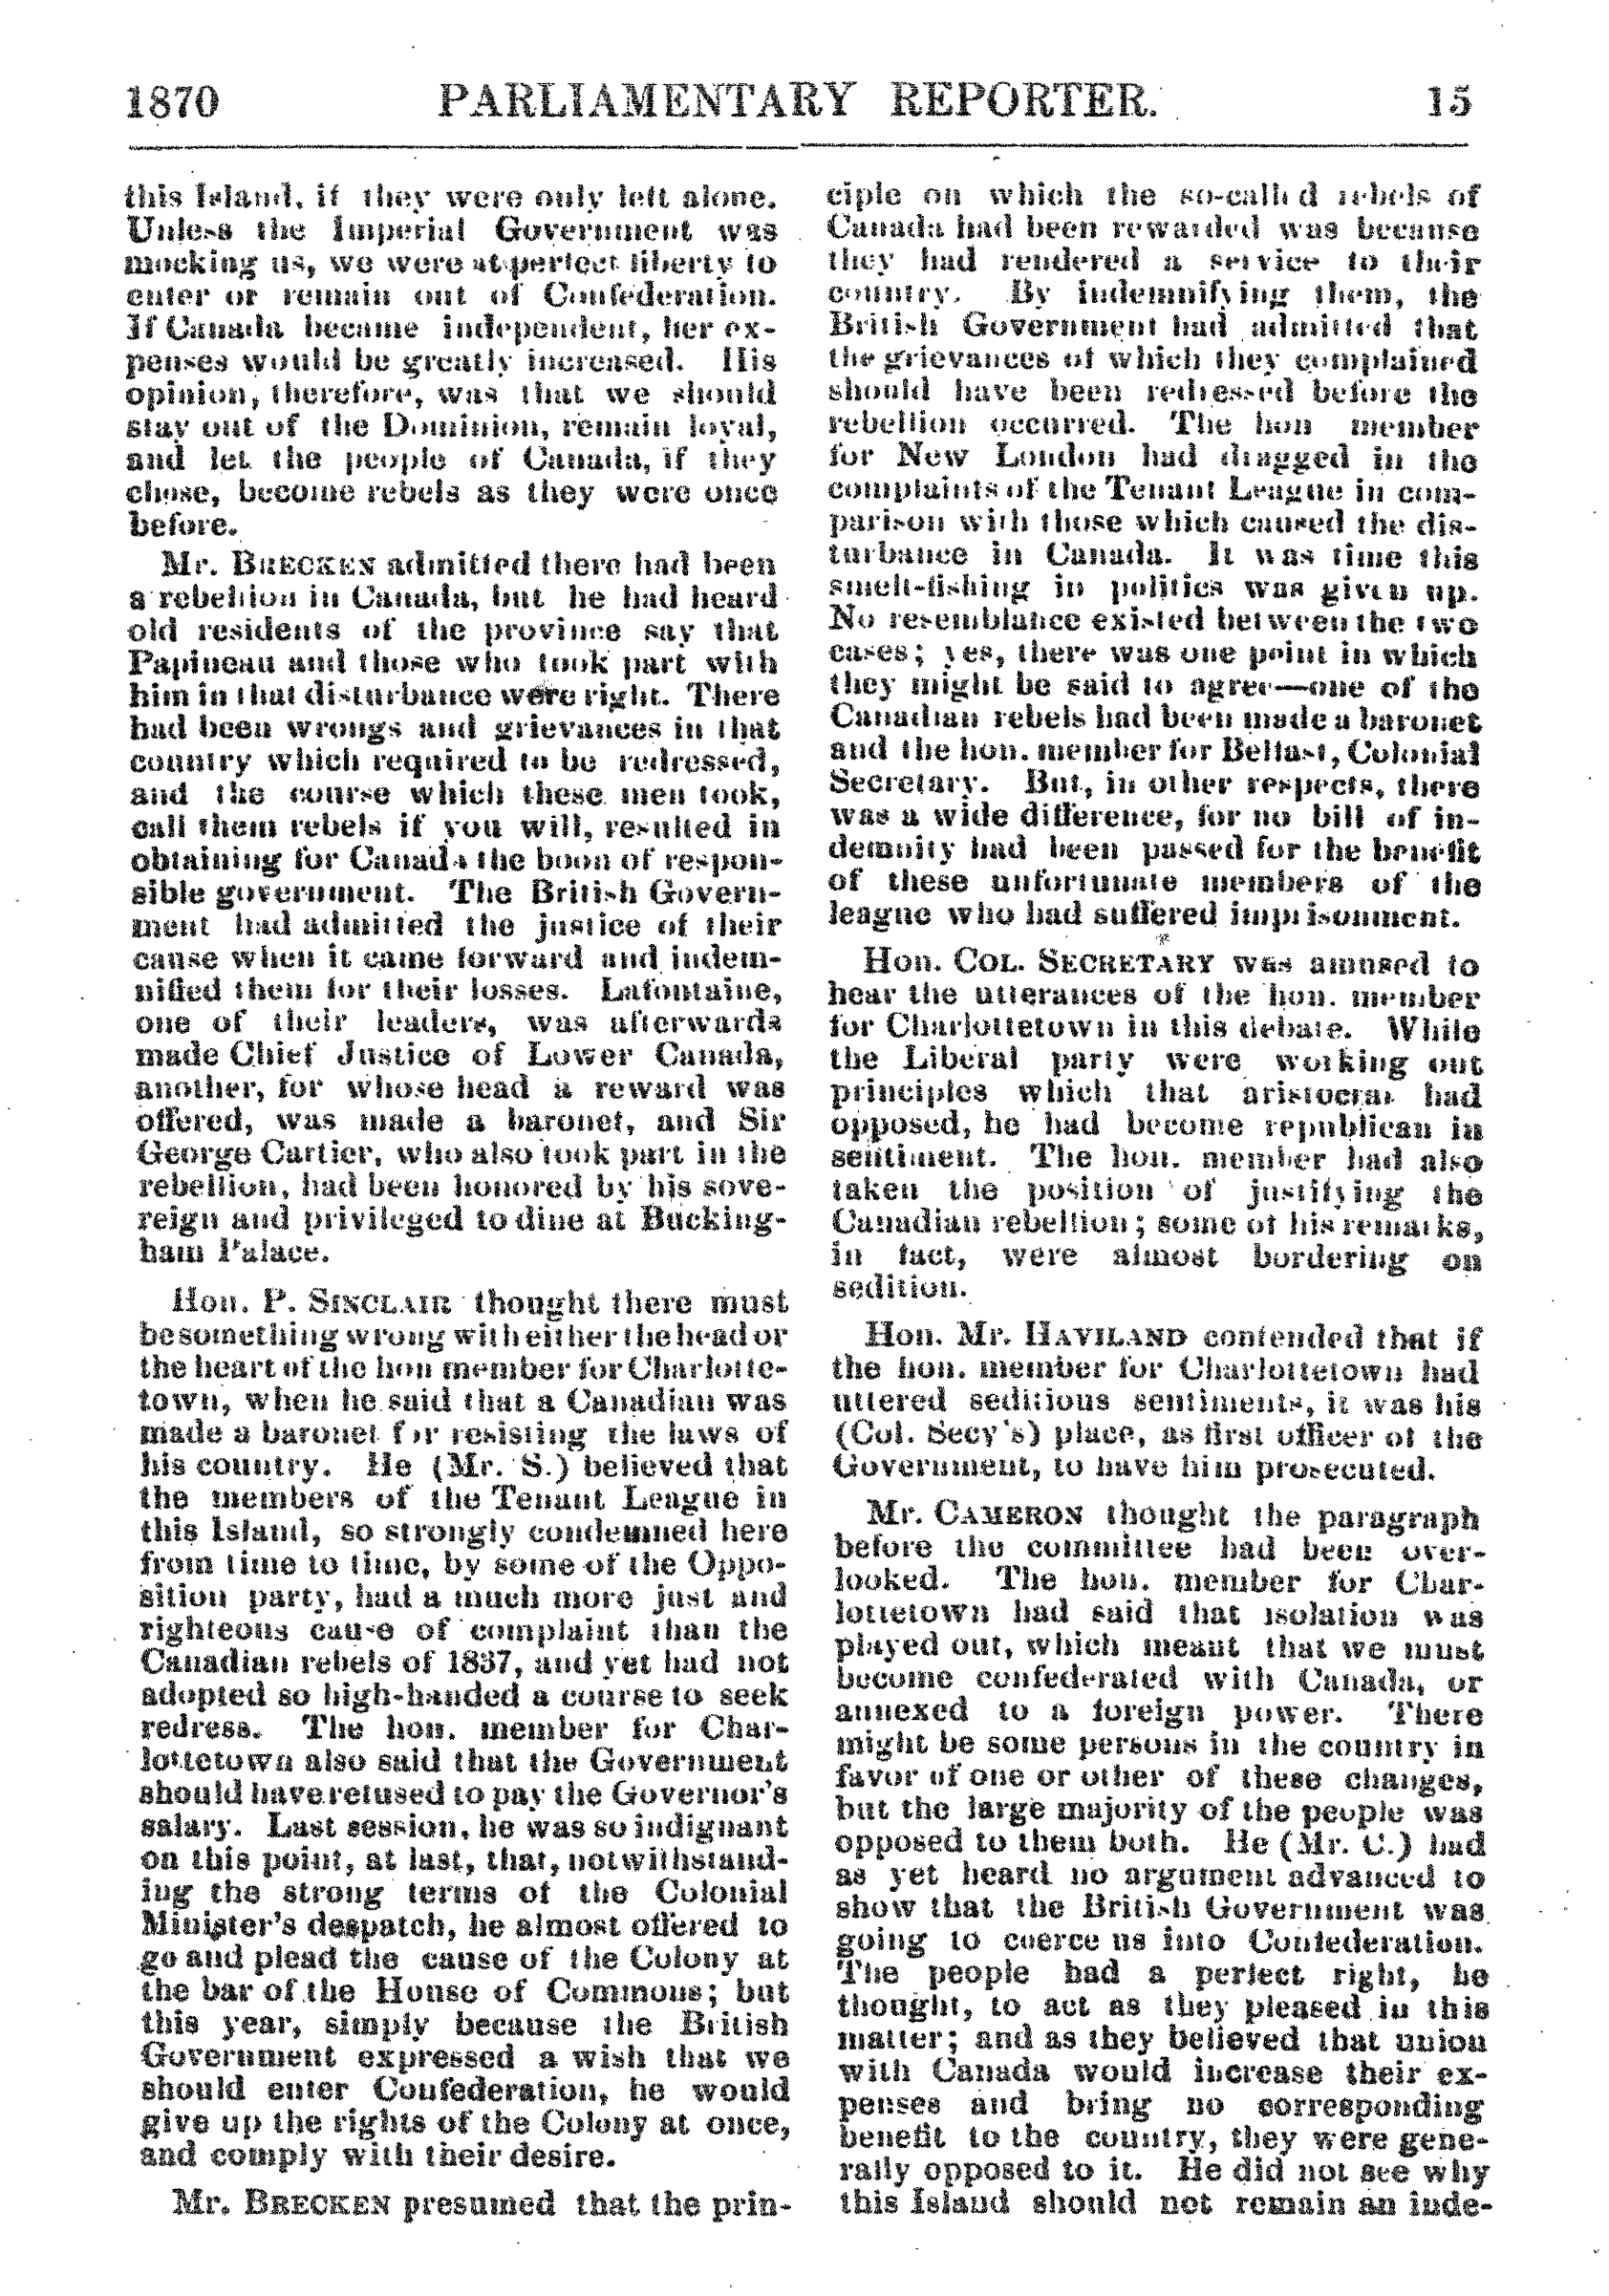 1870 PARLIAMENTARY REPORTER. 15
this Island, if they were only left alone.
Unless the Imperial Government was
mocking us, we were at perfect liberty to
enter or remain out of Confederation.
If Canada became independent, her ex-
penses would be greatly increased. His
opinion, therefore, was that we should
stay out of the Dominion, remain loyal,
and let the people of Canada, if they
chose, become rebels as they were once
before.
Mr. BRECKEN admitted there had been
a rebellion in Canada, but he had heard
old residents of the province say that
Papineau and those who took part with
him in that disturbance were right. There
had been wrongs and grievances in that
country which required to be redressed,
and the course which these men took,
call them rebels if you will, resulted in
obtaining for Canada the boon of respon-
sible government. The British Govern-
ment had admitted the justice of their
cause when it came forward and indem-
nified them for their losses. Lafontaine,
one of their leaders, was afterwards
made Chief Justice of Lower Canada,
another, for whose head a reward was
offered, was made a baronet, and Sir
George Cartier, who also took part in the
rebellion, had been honored by his sove-
reign and privileged to dine at Bucking-
ham Palace.
Hon. P. SINCLAIR thought there must
be something wrong with either the head or
the heart of the hon member for Charlotte-
town, when he said that a Canadian was
made a baronet for resisting the laws of
his country. He (Mr. S.) believed that
the members of the Tenant League in
this Island, so strongly condemned here
from time to time, by some of the Oppo-
sition party, had a much more just and
righteous cause of complaint than the
Canadian rebels of 1837, and yet had not
adopted so high-handed a course to seek
redress. The hon. member for Char-
lottetown also said that the Government
should have refused to pay the Governor's
salary. Last session, he was so indignant
on this point, at last, that, notwithstand-
ing the strong terms of the Colonial
Minister's despatch, he almost offered to
go and plead the cause of the Colony at
the bar of the House of Commons; but
this year, simply because the British
Government expressed a wish that we
should enter Confederation, he would
give up the rights of the Colony at once,
and comply with their desire.
Mr. BRECKEN presumed that the prin-
ciple on which the so-called rebels of
Canada had been rewarded was because
they had rendered a service to their
country. By indemnifying them, the
British Government had admitted that
the grievances of which they complained
should have been redressed before the
rebellion occurred. The hon member
for New London had dragged in the
complaints of the Tenant League in com-
parison with those which caused the dis-
turbance in Canada. It was time this
smelt-fishing in politics was given up.
No resemblance existed between the two
cases; yes, there was one point in which
they might be said to agree—one of the
Canadian rebels had been made a baronet
and the hon. member for Belfast, Colonial
Secretary. But, in other respects, there
was a wide difference, for no bill of in-
demnity had been passed for the benefit
of these unfortunate members of the
league who had suffered imprisonment.
Hon. COL. SECRETARY was amused to
hear the utterances of the hon. member
for Charlottetown in this debate. While
the Liberal party were working out
principles which that aristocrat had
opposed, he had become republican in
sentiment. The hon. member had also
taken the position of justifying the
Canadian rebellion; some of his remarks,
in fact, were almost bordering on
sedition.
Hon. Mr. HAVILAND contended that if
the hon. member for Charlottetown had
uttered seditious sentiments, it was his
(Col. Secy's) place, as first officer of the
Government, to have him prosecuted.
Mr. CAMERON thought the paragraph
before the committee had been over-
looked. The hon. member for Char-
lottetown had said that isolation was
played out, which meant that we must
become confederated with Canada, or
annexed to a foreign power. There
might be some persons in the country in
favor of one or other of these changes,
but the large majority of the people was
opposed to them both. He (Mr. C.) had
as yet heard no argument advanced to
show that the British Government was
going to coerce us into Confederation.
The people had a perfect right, he
thought, to act as they pleased in this
matter; and as they believed that union
with Canada would increase their ex-
penses and bring no corresponding
benefit to the country, they were gene-
rally opposed to it. He did not see why
this Island should not remain an inde-